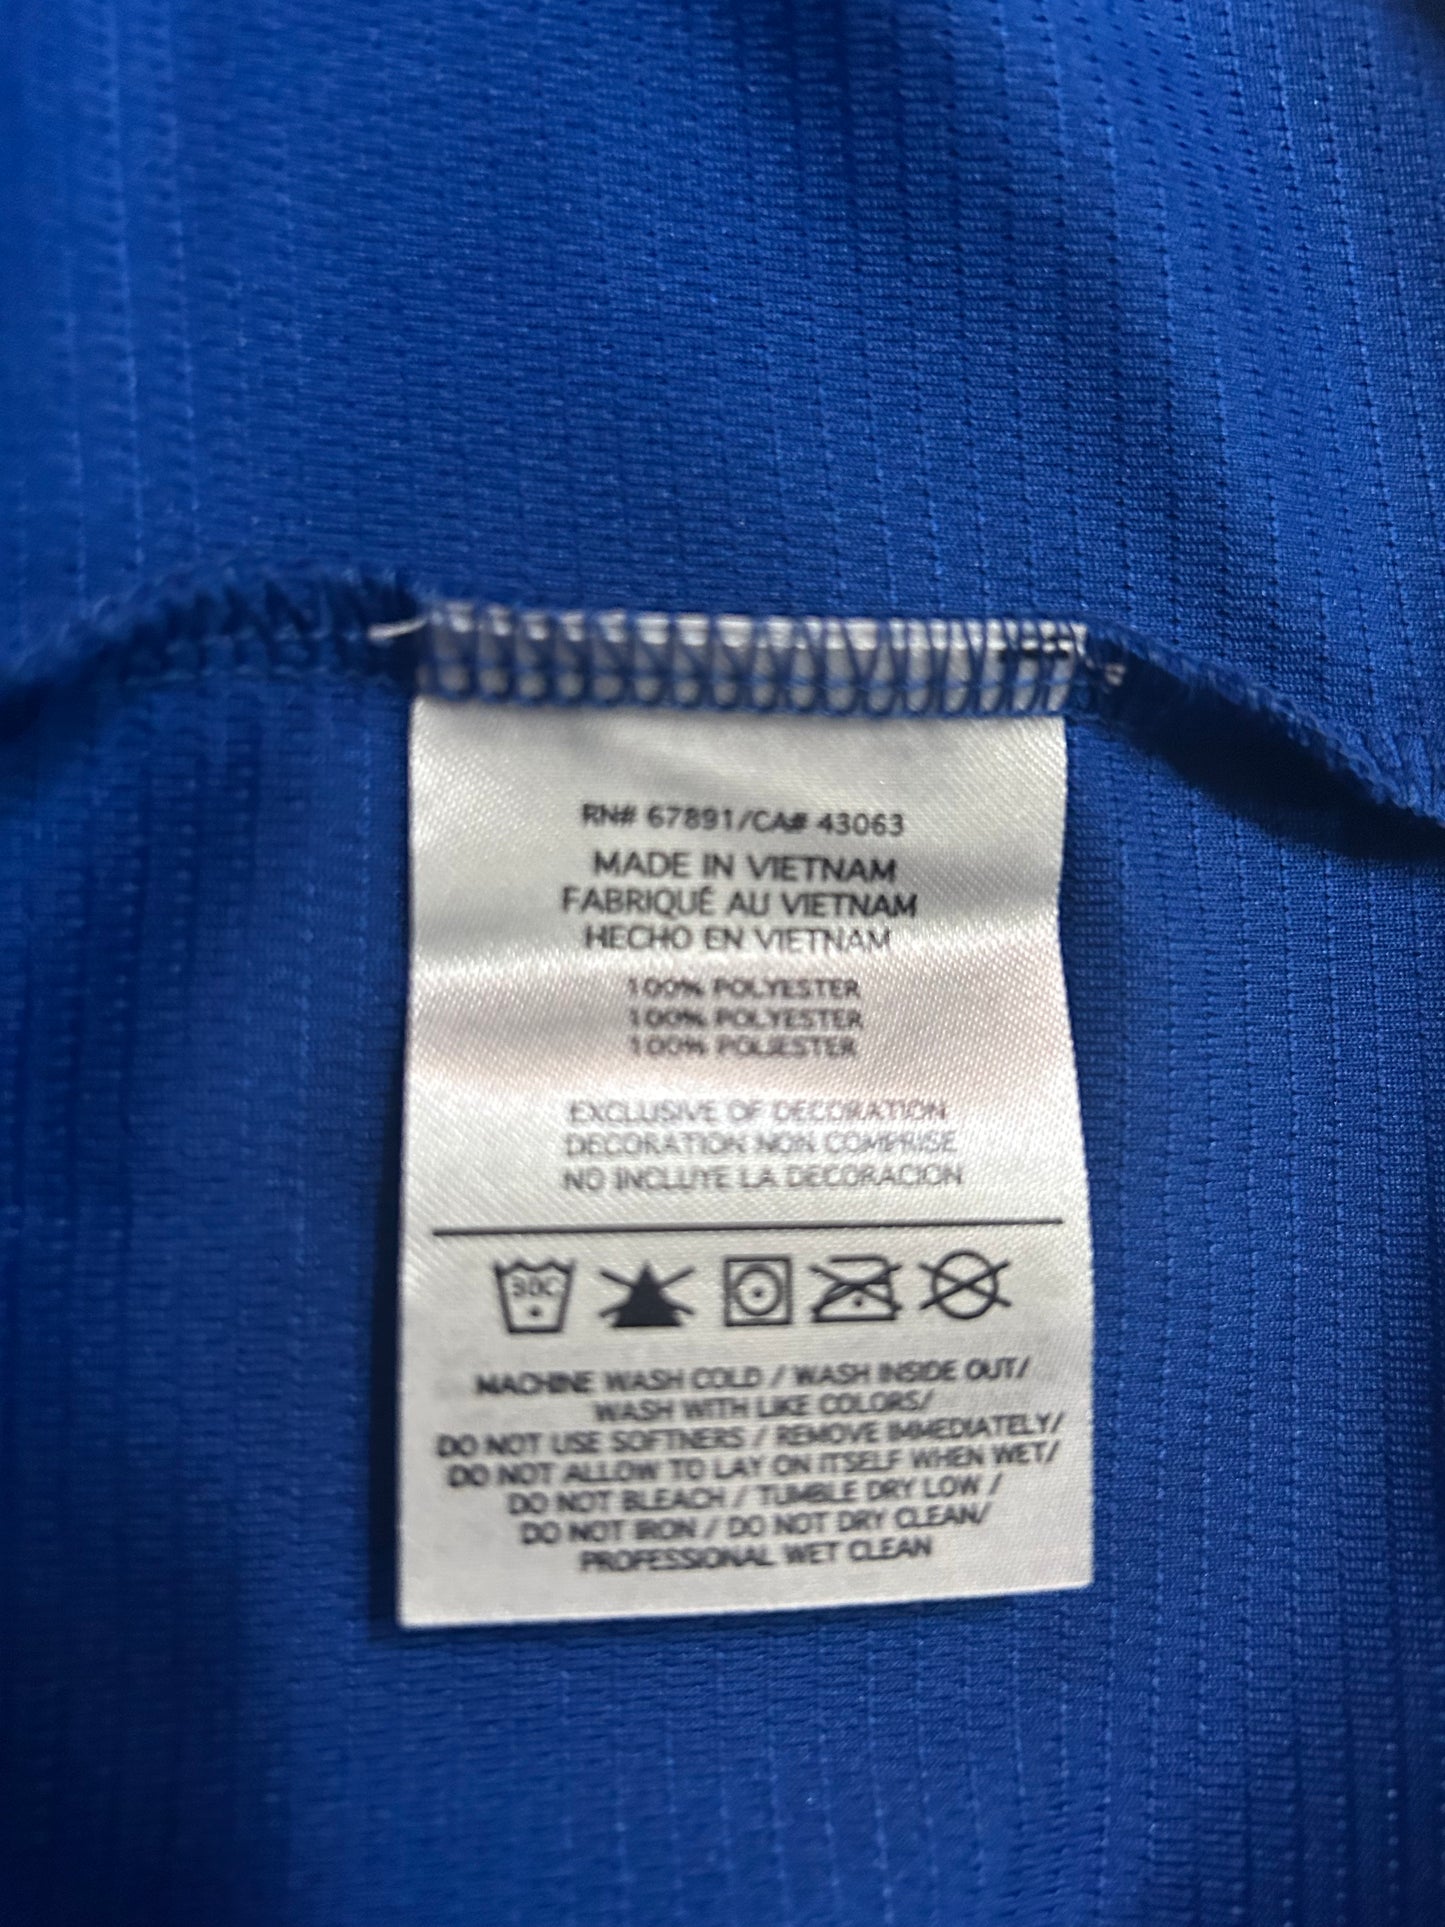 RN# 67891/CA# 43063
MADE IN VIETNAM
FABRIQUÉ AU VIETNAM
HECHO EN VIETNAM
100% POLYESTER
100% POLYESTER
100% POLIESTER
EXCLUSIVE OF DECORATION
DECORATION NON COMPRISE
NO INCLUYE LA DECORACION
30C
MACHINE WASH COLD / WASH INSIDE OUT/
WASH WITH LIKE COLORS/
DO NOT USE SOFTNERS / REMOVE IMMEDIATELY/
DO NOT ALLOW TO LAY ON ITSELF WHEN WET/
DO NOT BLEACH / TUMBLE DRY LOW /
DO NOT IRON / DO NOT DRY CLEAN/
PROFESSIONAL WET CLEAN